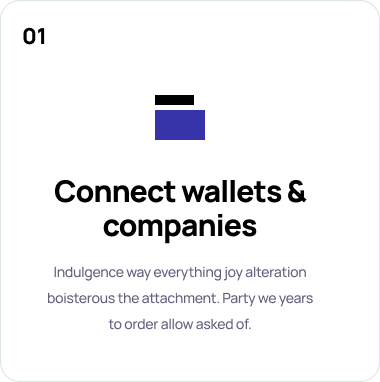 01
Connect wallets &
companies
Indulgence way everything joy alteration
boisterous the attachment. Party we years
to order allow asked of.